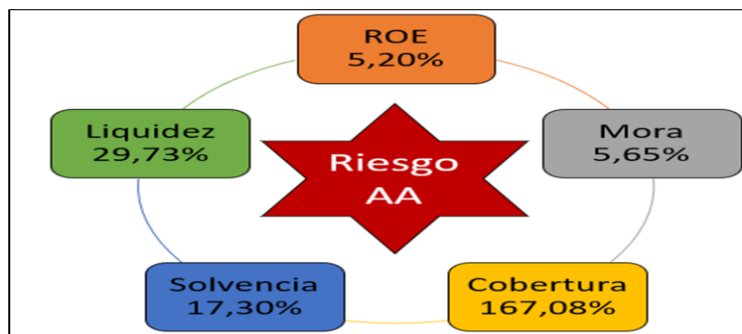 ROE
5,20%
Liquidez
29,73%
Mora
5,65%
Riesgo
AA
Solvencia
17,30%
Cobertura
167,08%